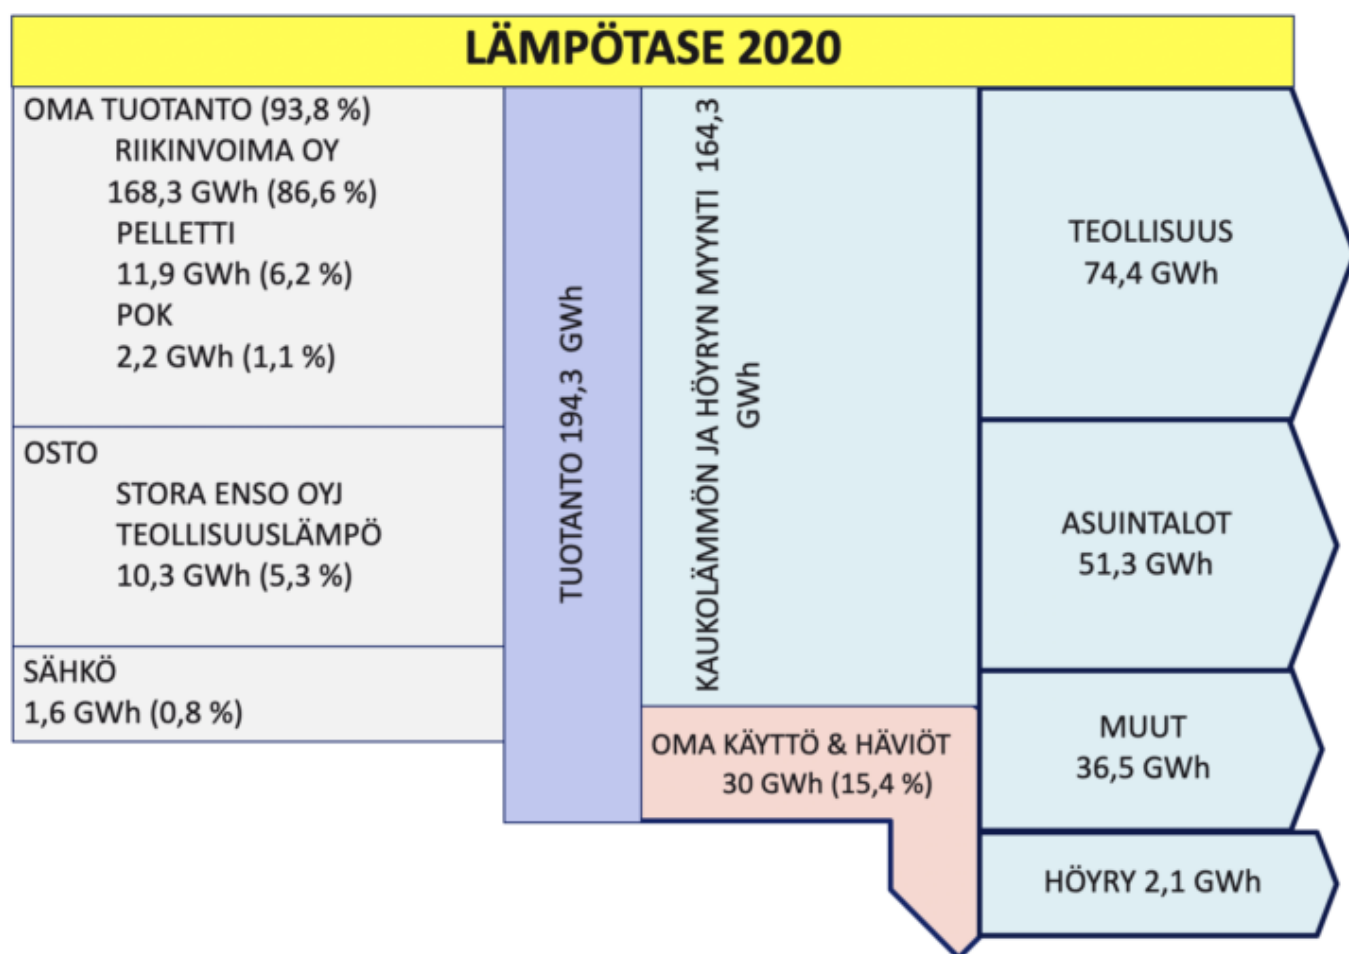 LÄMPÖTASE 2020
OMA TUOTANTO (93,8 %)
RIIKINVOIMA OY
168,3 GWh (86,6 %)
PELLETTI
11,9 GWh (6,2 %)
POK
2,2 GWh (1,1 %)
OSTO
STORA ENSO OYJ
TEOLLISUUSLÄMPÖ
10,3 GWh (5,3 %)
SÄHKÖ
1,6 GWh (0,8 %)
TUOTANTO 194,3 GWh
KAUKOLÄMMÖN JA HÖYRYN MYYNTI 164,3
GWh
OMA KÄYTTÖ & HÄVIÖT
30 GWh (15,4 %)
TEOLLISUUS
74,4 GWh
ASUINTALOT
51,3 GWh
MUUT
36,5 GWh
HÖYRY 2,1 GWh